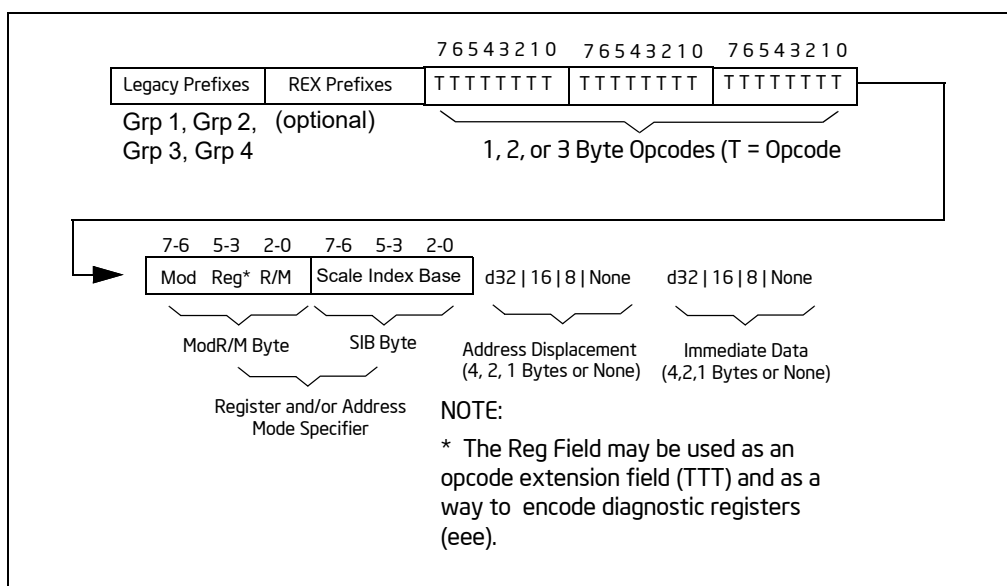 7 6 5 4 3 2 1 0 7 6 5 4 3 2 1 0 7 6 5 4 3 2 1 0
Legacy Prefixes REX Prefixes T T T T T T T T T T T T T T T T T T T T T T T T
Grp 1, Grp 2, (optional)
Grp 3, Grp 4
1, 2, or 3 Byte Opcodes (T = Opcode
7-6 5-3 2-0 7-6 5-3 2-0
Mod Reg* R/M Scale Index Base d32 | 16 | 8 | None d32 | 16 | 8 | None
ModR/M Byte SIB Byte Address Displacement Immediate Data
(4, 2, 1 Bytes or None) (4,2,1 Bytes or None)
Register and/or Address
Mode Specifier
NOTE:
* The Reg Field may be used as an
opcode extension field (TTT) and as a
way to encode diagnostic registers
(eee).